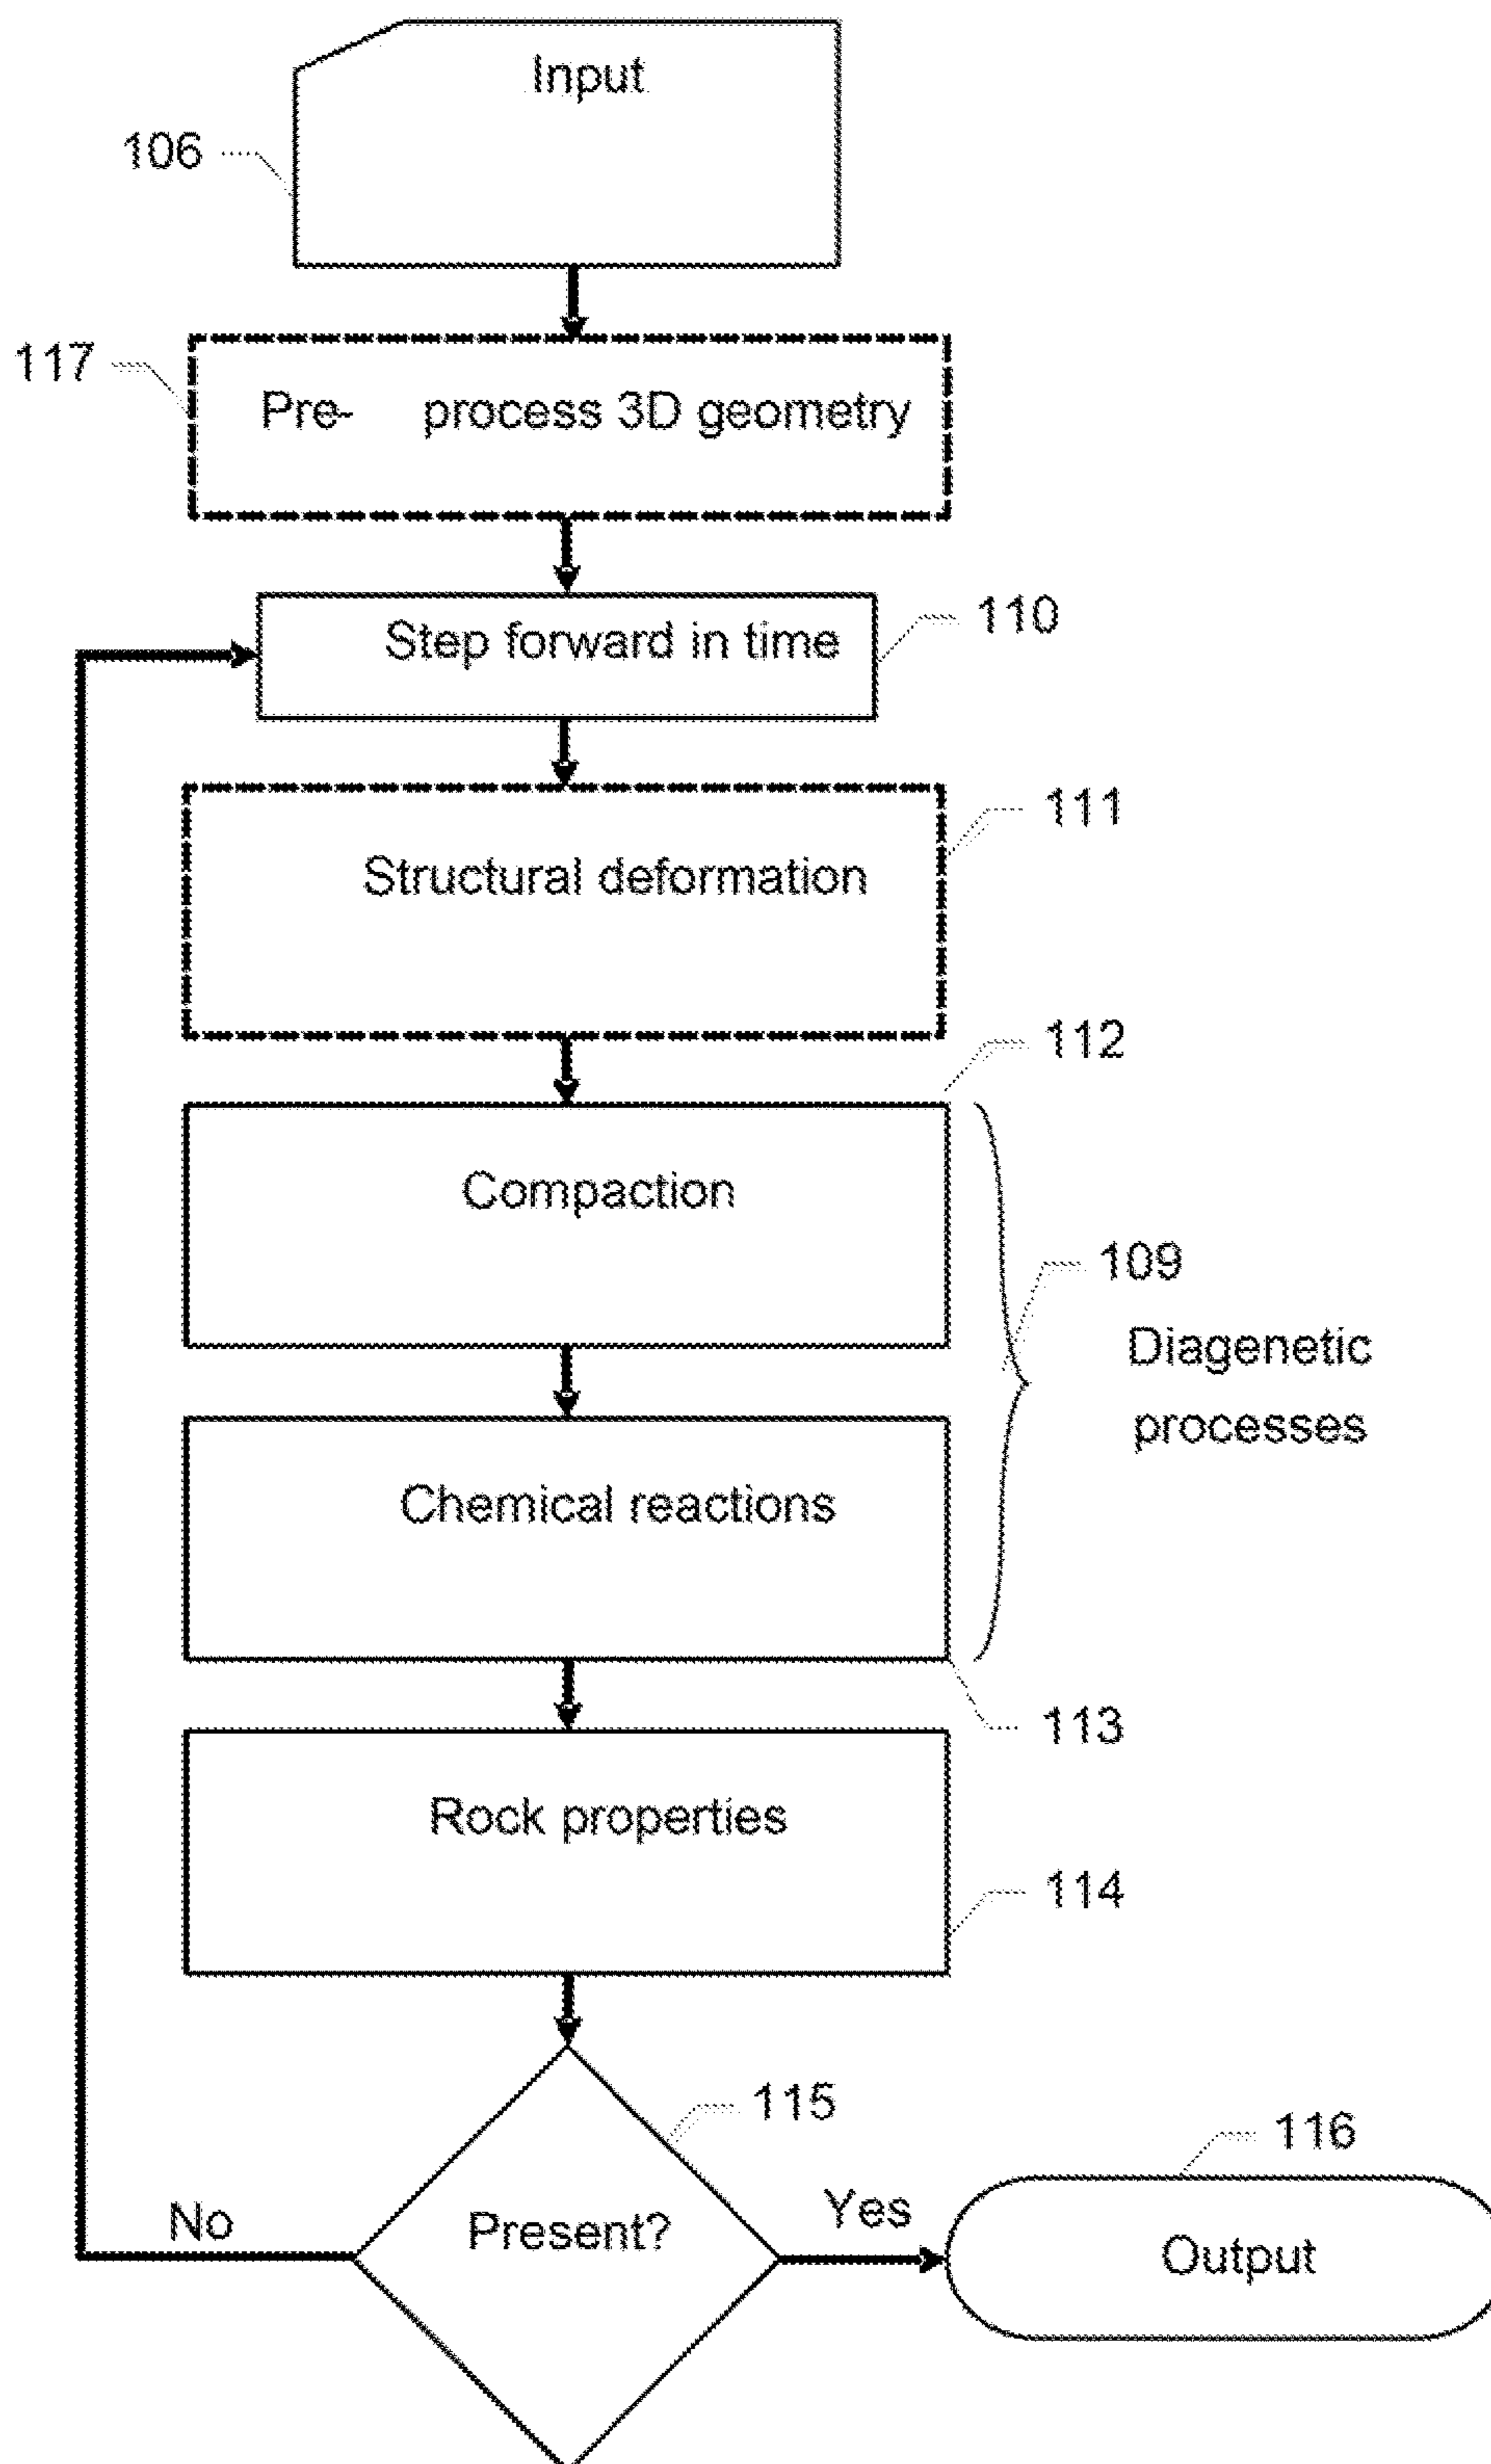 Input
106
117
Pre- process 3D geometry
Step forward in time
110
111
Structural deformation
112
Compaction
109
Diagenetic
processes
Chemical reactions
113
Rock properties
114
115
116
No
Present?
Yes
Output